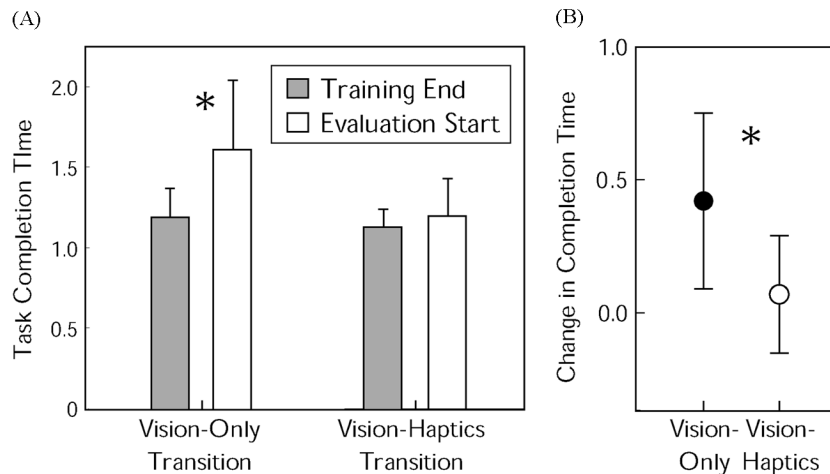 (A)
Task Completion TIme
2.0
1.5
1.0
1.5
0
*
Training End
Evaluation Start
Vision-Only
Transition
Vision-Haptics
Transition
(B)
Change in Completion Time
1.0
0.5
0.0
*
Vision-
Only
Vision-
Haptics